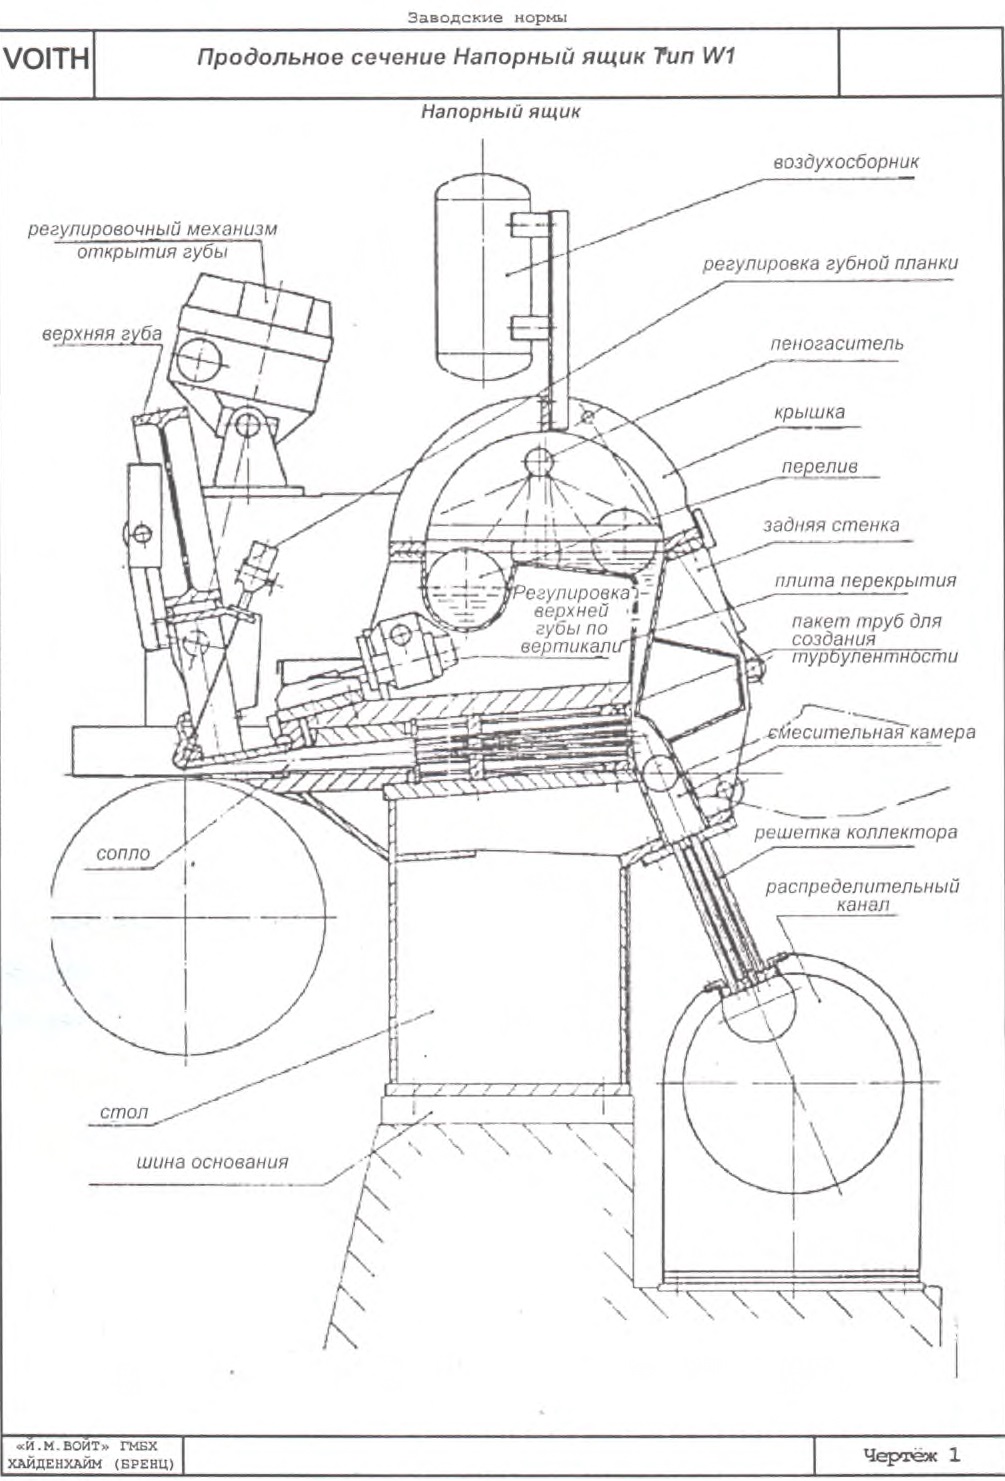 Заводские нормы
VOITH
Продольное сечение Напорный ящик Тип W1
Напорный ящик
воздухосборник
регулировочный механизм
открытия губы
регулировка губной планки
верхняя губа
пеногаситель
крышка
перелив
задняя стенка
плита перекрытия
Регулировка
верхней
губы по
вертикали
пакет труб для
создания
турбулентности
смесительная камера
решетка коллектора
сопло
распределительный
канал
стол
шина основания
«Й.М.ВОЙТ» ГМБХ
ХАЙДЕНХАЙМ (БРЕНЦ)
Чертёж 1